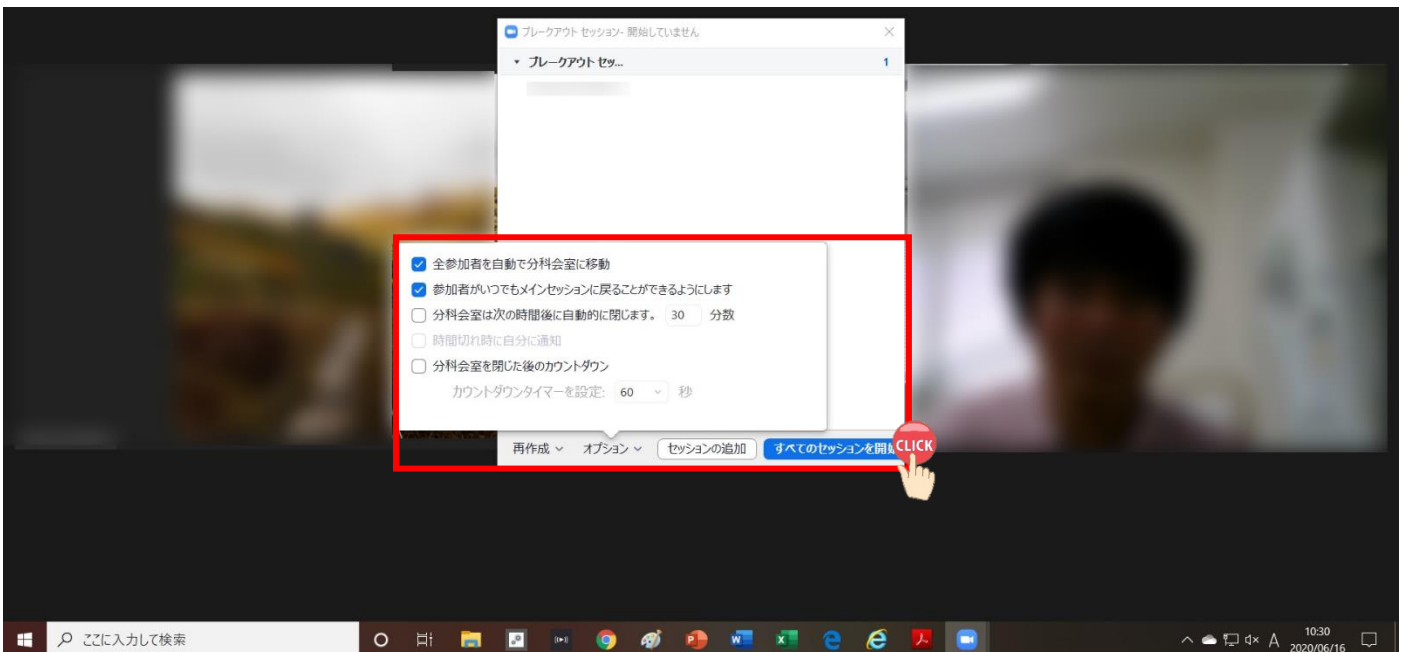 ブレークアウト セッション- 開始していません
ブレークアウト セッ... 1
全参加者を自動で分科会室に移動
参加者がいつでもメインセッションに戻ることができるようにします
分科会室は次の時間後に自動的に閉じます。 30 分数
時間切れ時に自分に通知
分科会室を閉じた後のカウントダウン
カウントダウンタイマーを設定: 60 秒
再作成 オプション セッションの追加 すべてのセッションを開始
CLICK
ここに入力して検索 A 10:30
2020/06/16